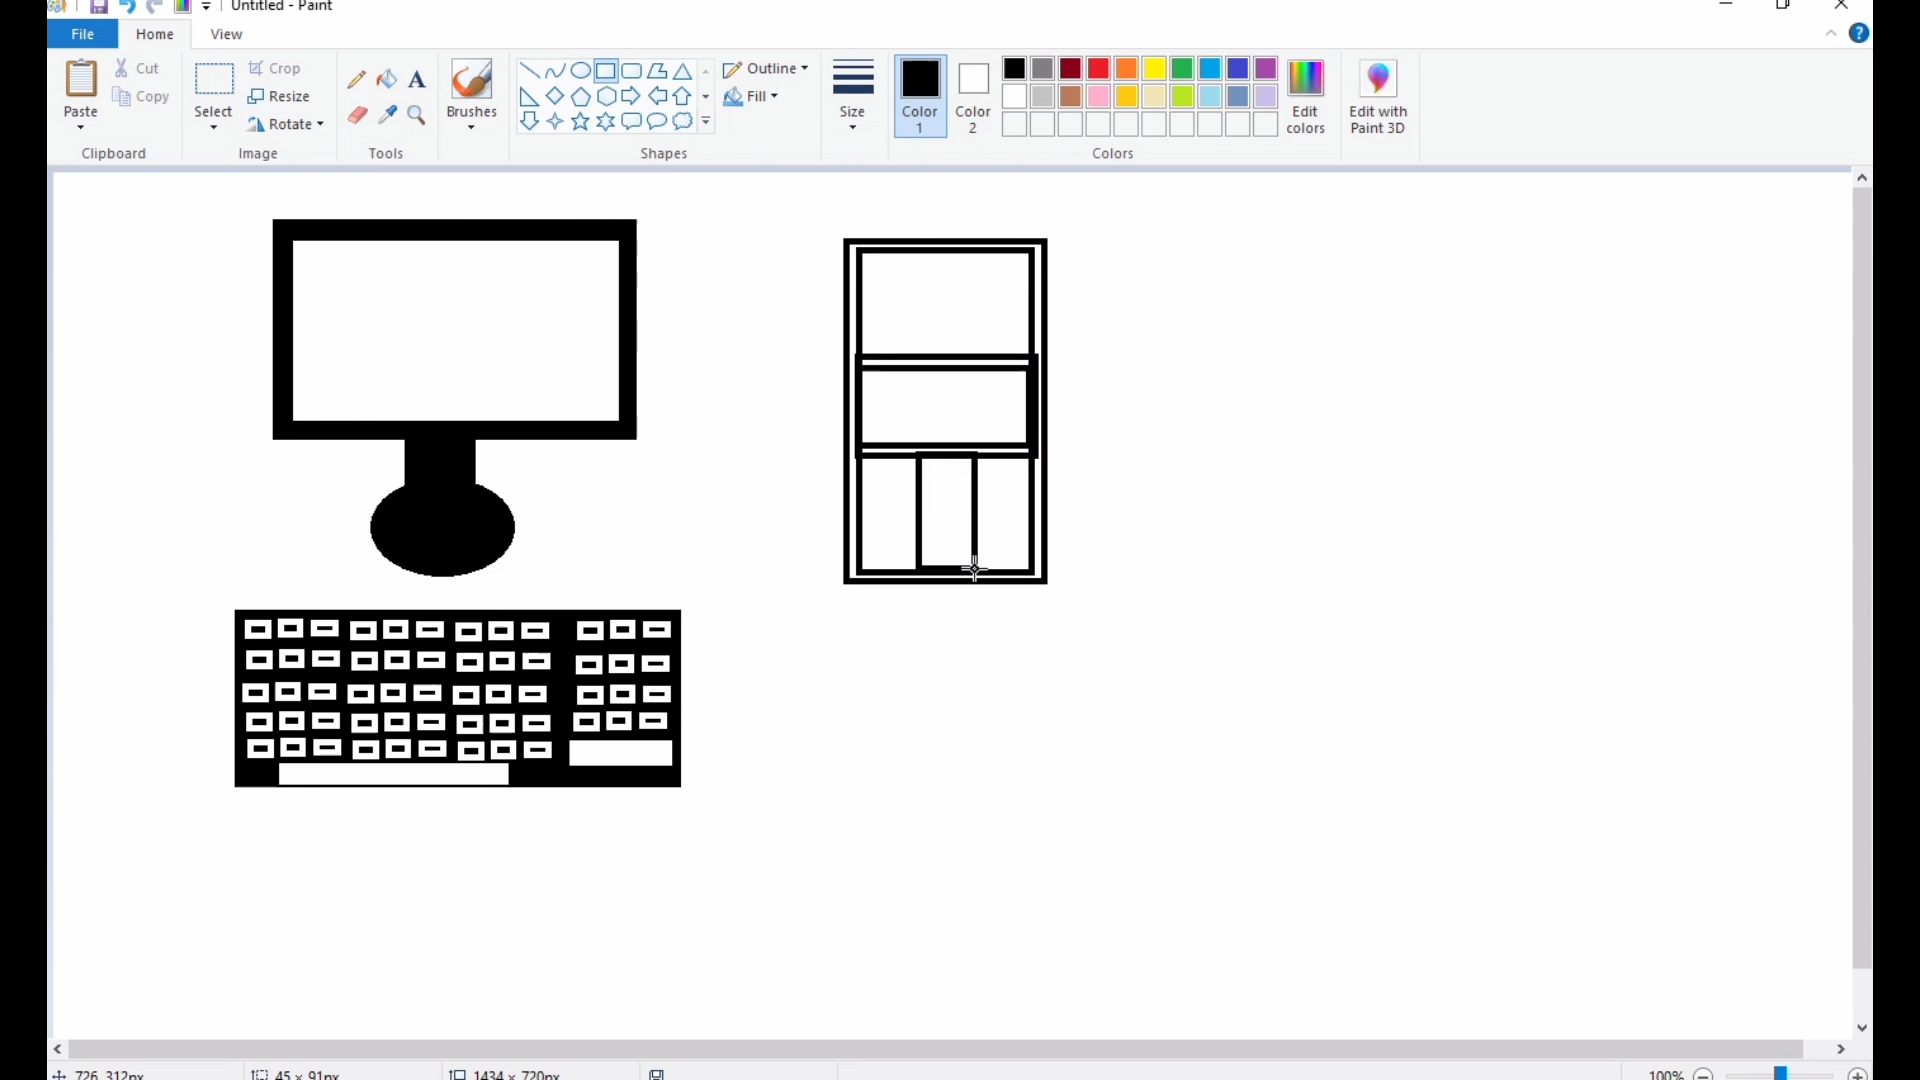 Untitled - Paint
File Home View
Paste
Cut
Copy
Clipboard
Select
Crop
Resize
Rotate
Image
A
Tools
Brushes
Shapes
Outline
Fill
Size
Color 1
Color 2
Edit colors
Colors
Edit with Paint 3D
726, 312px
45 × 91px
1434 × 720px
100%